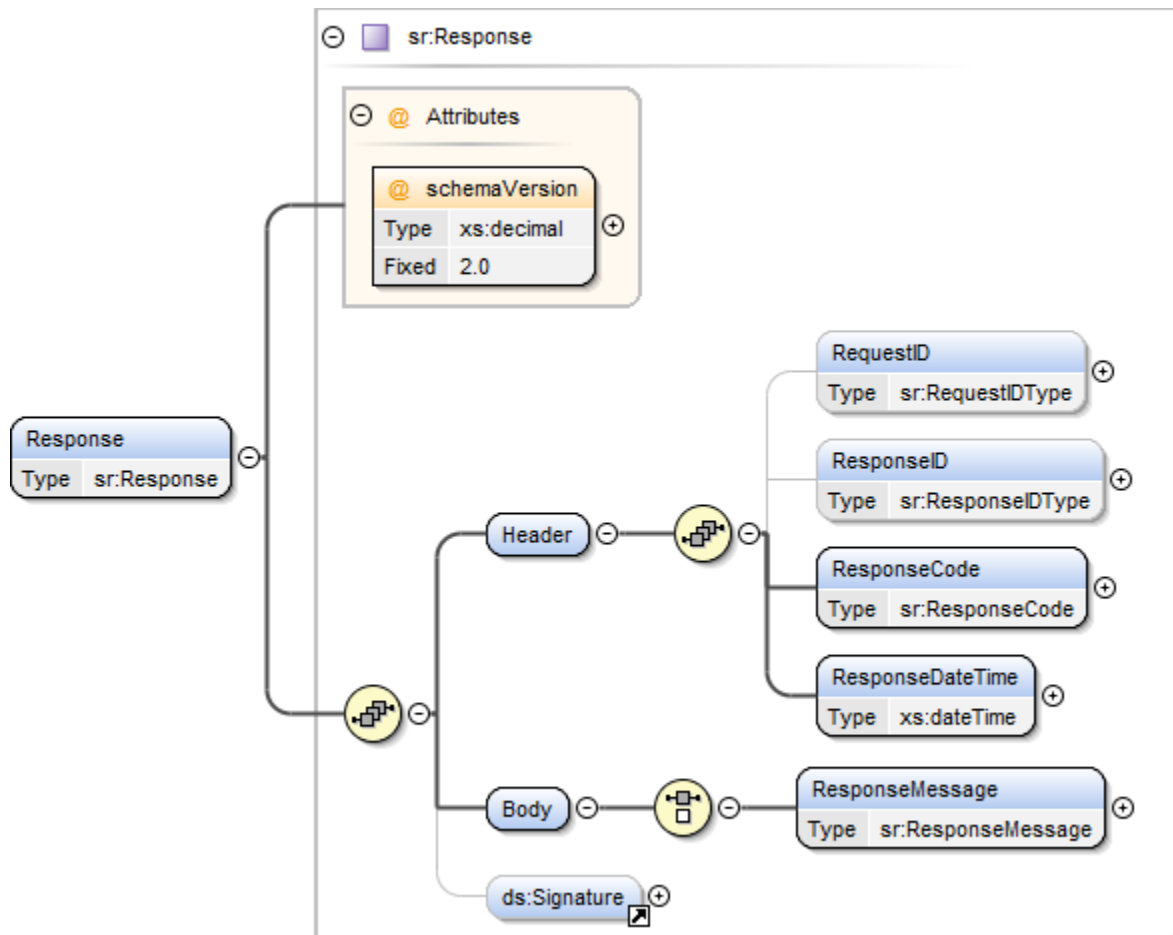 sr:Response
@ Attributes
@ schemaVersion
Type xs:decimal
Fixed 2.0
RequestID
Type sr:RequestIDType
Response
Type sr:Response
ResponseID
Type sr:ResponseIDType
Header
ResponseCode
Type sr:ResponseCode
ResponseDateTime
Type xs:dateTime
Body
ResponseMessage
Type sr:ResponseMessage
ds:Signature